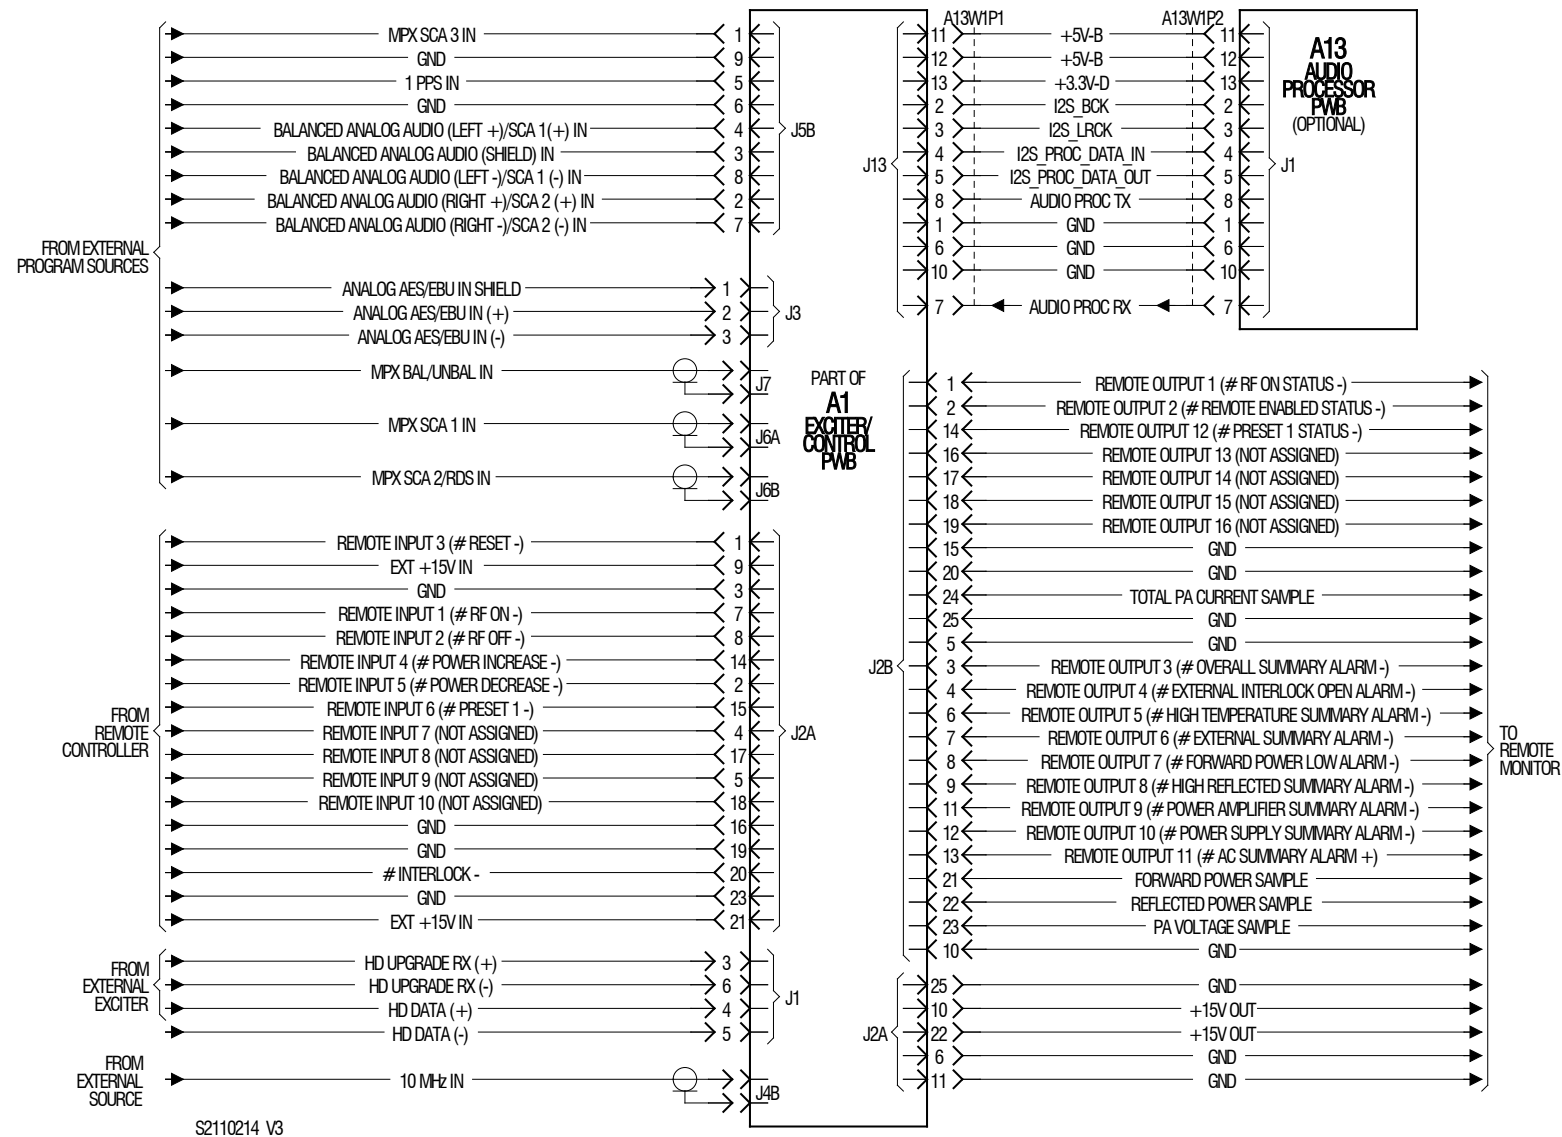 MPX SCA 3 IN 1
GND 9
1 PPS IN 5
GND 6
BALANCED ANALOG AUDIO (LEFT +)/SCA 1(+) IN 4
BALANCED ANALOG AUDIO (SHIELD) IN 3
BALANCED ANALOG AUDIO (LEFT -)/SCA 1 (-) IN 8
BALANCED ANALOG AUDIO (RIGHT +)/SCA 2 (+) IN 2
BALANCED ANALOG AUDIO (RIGHT -)/SCA 2 (-) IN 7
J5B
FROM EXTERNAL
PROGRAM SOURCES
ANALOG AES/EBU IN SHIELD 1
ANALOG AES/EBU IN (+) 2
ANALOG AES/EBU IN (-) 3
J3
MPX BAL/UNBAL IN
J7
MPX SCA 1 IN
J6A
MPX SCA 2/RDS IN
J6B
REMOTE INPUT 3 (# RESET -) 1
EXT +15V IN 9
GND 3
REMOTE INPUT 1 (# RF ON -) 7
REMOTE INPUT 2 (# RF OFF -) 8
REMOTE INPUT 4 (# POWER INCREASE -) 14
REMOTE INPUT 5 (# POWER DECREASE -) 2
REMOTE INPUT 6 (# PRESET 1 -) 15
REMOTE INPUT 7 (NOT ASSIGNED) 4
REMOTE INPUT 8 (NOT ASSIGNED) 17
REMOTE INPUT 9 (NOT ASSIGNED) 5
REMOTE INPUT 10 (NOT ASSIGNED) 18
GND 16
GND 19
# INTERLOCK - 20
GND 23
EXT +15V IN 21
J2A
FROM
REMOTE
CONTROLLER
HD UPGRADE RX (+) 3
HD UPGRADE RX (-) 6
HD DATA (+) 4
HD DATA (-) 5
J1
FROM
EXTERNAL
EXCITER
FROM
EXTERNAL
SOURCE
10 MHz IN
J4B
S2110214 V3
PART OF
A1
EXCITER/
CONTROL
PWB
A13W1P1 A13W1P2
11 +5V-B 11
12 +5V-B 12
13 +3.3V-D 13
2 I2S_BCK 2
3 I2S_LRCK 3
4 I2S_PROC_DATA_IN 4
5 I2S_PROC_DATA_OUT 5
8 AUDIO PROC TX 8
1 GND 1
6 GND 6
10 GND 10
7 AUDIO PROC RX 7
J13
J1
A13
AUDIO
PROCESSOR
PWB
(OPTIONAL)
1 REMOTE OUTPUT 1 (# RF ON STATUS -)
2 REMOTE OUTPUT 2 (# REMOTE ENABLED STATUS -)
14 REMOTE OUTPUT 12 (# PRESET 1 STATUS -)
16 REMOTE OUTPUT 13 (NOT ASSIGNED)
17 REMOTE OUTPUT 14 (NOT ASSIGNED)
18 REMOTE OUTPUT 15 (NOT ASSIGNED)
19 REMOTE OUTPUT 16 (NOT ASSIGNED)
15 GND
20 GND
24 TOTAL PA CURRENT SAMPLE
25 GND
5 GND
3 REMOTE OUTPUT 3 (# OVERALL SUMMARY ALARM -)
4 REMOTE OUTPUT 4 (# EXTERNAL INTERLOCK OPEN ALARM -)
6 REMOTE OUTPUT 5 (# HIGH TEMPERATURE SUMMARY ALARM -)
7 REMOTE OUTPUT 6 (# EXTERNAL SUMMARY ALARM -)
8 REMOTE OUTPUT 7 (# FORWARD POWER LOW ALARM -)
9 REMOTE OUTPUT 8 (# HIGH REFLECTED SUMMARY ALARM -)
11 REMOTE OUTPUT 9 (# POWER AMPLIFIER SUMMARY ALARM -)
12 REMOTE OUTPUT 10 (# POWER SUPPLY SUMMARY ALARM -)
13 REMOTE OUTPUT 11 (# AC SUMMARY ALARM +)
21 FORWARD POWER SAMPLE
22 REFLECTED POWER SAMPLE
23 PA VOLTAGE SAMPLE
10 GND
J2B
25 GND
10 +15V OUT
22 +15V OUT
6 GND
11 GND
J2A
TO
REMOTE
MONITOR